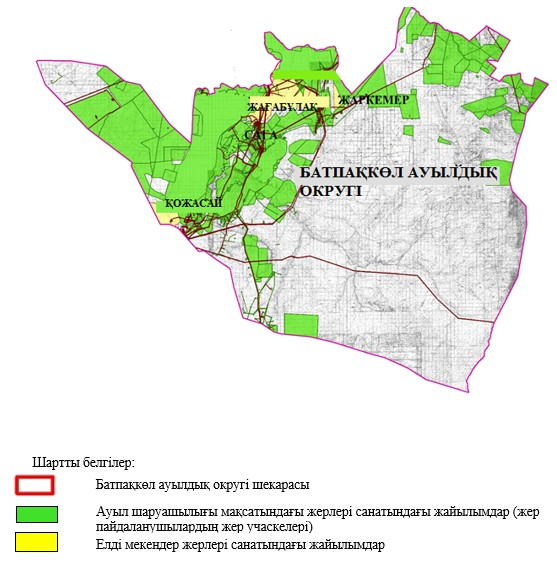 ЖАҒАБҰЛАҚ
ЖАРКЕМЕР
САҒА
БАТПАҚКӨЛ АУЫЛДЫҚ
ОКРУГІ
ҚОЖАСАЙ
Шартты белгілер:
Батпақкөл ауылдық округі шекарасы
Ауыл шаруашылығы мақсатындағы жерлері санатындағы жайылымдар (жер
пайдаланушылардың жер учаскелері)
Елді мекендер жерлері санатындағы жайылымдар